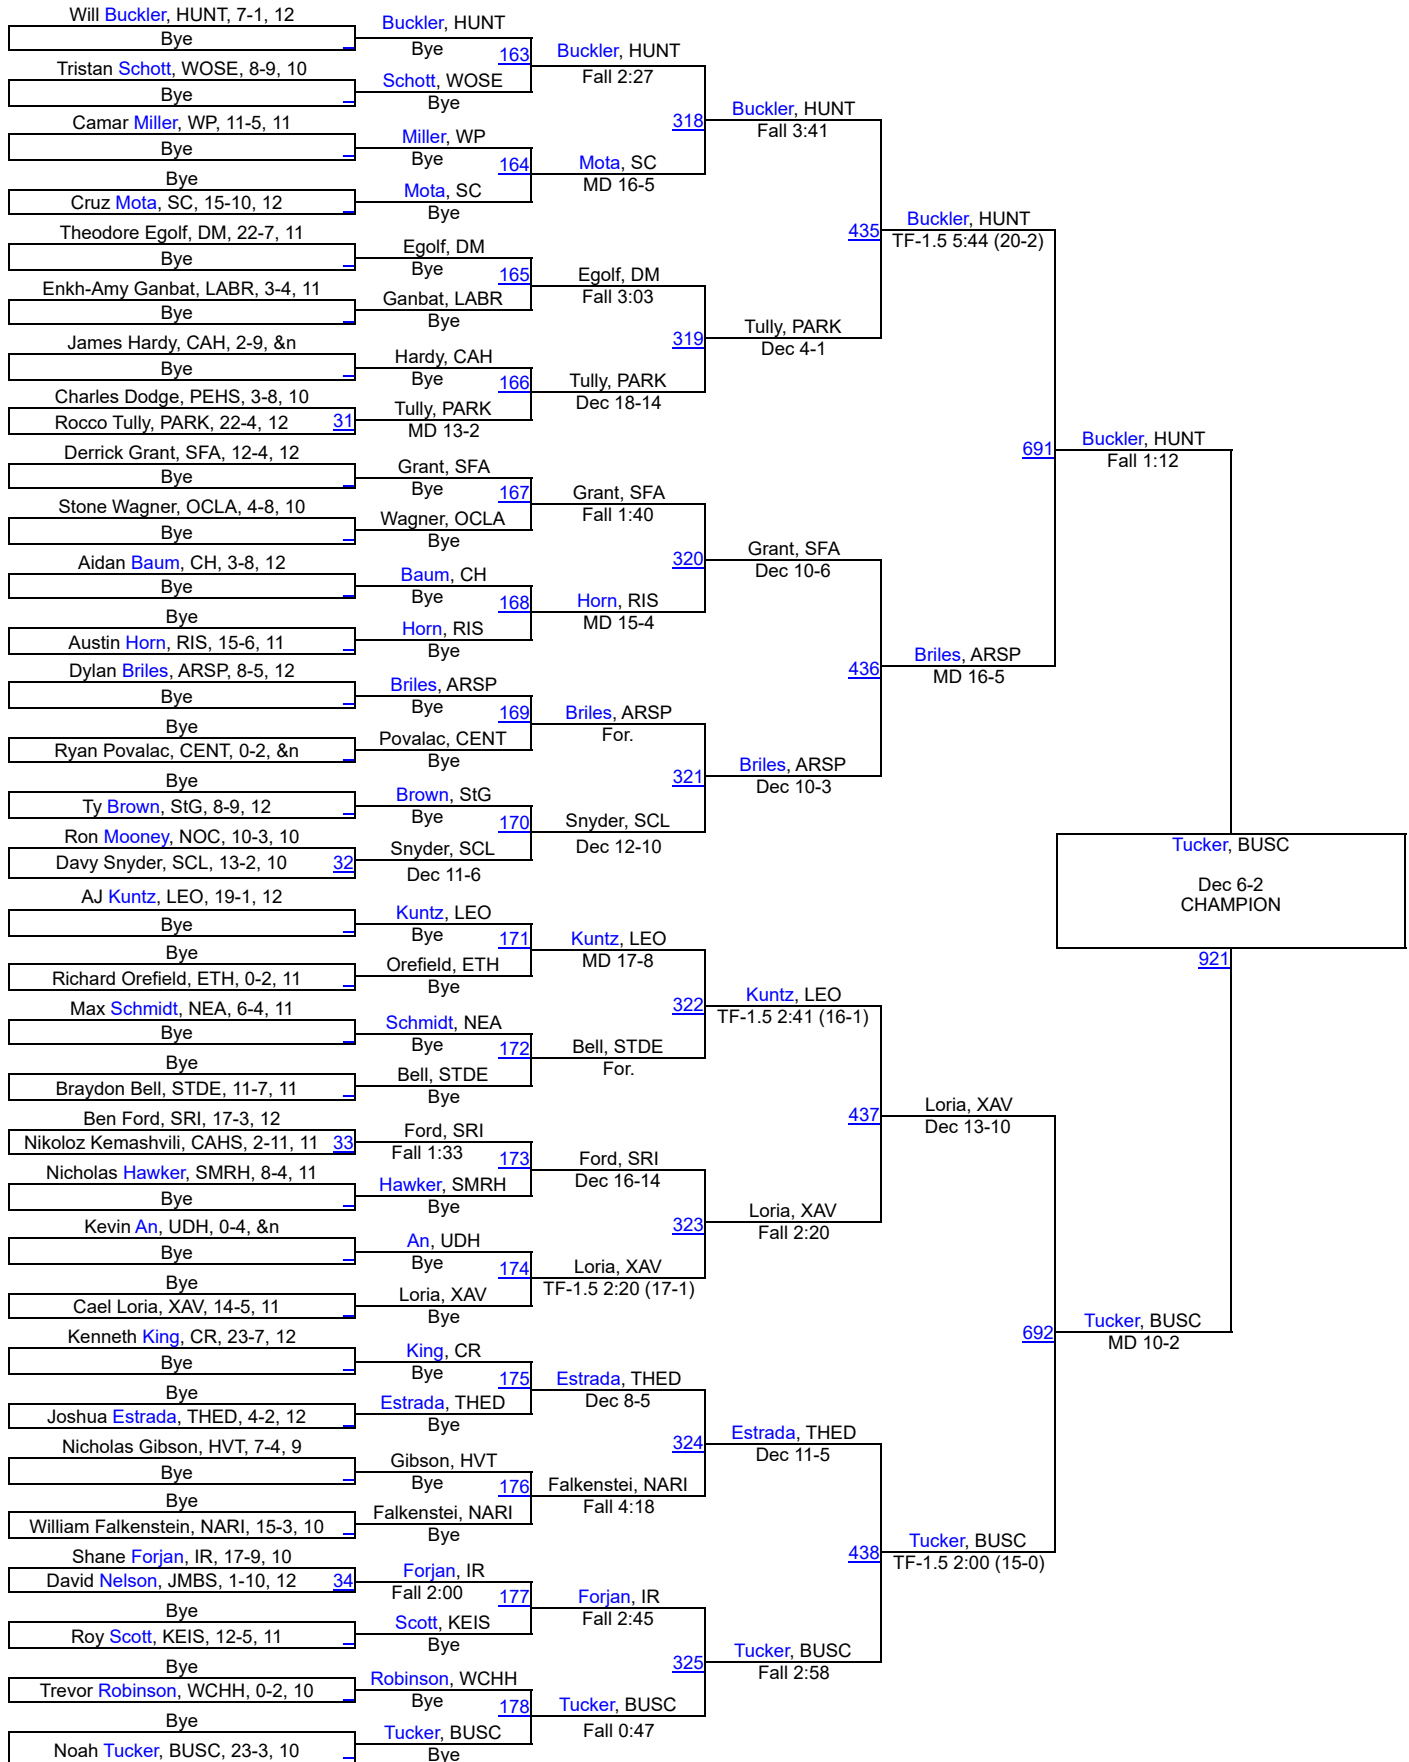 Will Buckler, HUNT, 7-1, 12
Bye
Tristan Schott, WOSE, 8-9, 10
Bye
Camar Miller, WP, 11-5, 11
Bye
Bye
Cruz Mota, SC, 15-10, 12
Theodore Egolf, DM, 22-7, 11
Bye
Enkh-Amy Ganbat, LABR, 3-4, 11
Bye
James Hardy, CAH, 2-9, &n
Bye
Charles Dodge, PEHS, 3-8, 10
Rocco Tully, PARK, 22-4, 12 31
Derrick Grant, SFA, 12-4, 12
Bye
Stone Wagner, OCLA, 4-8, 10
Bye
Aidan Baum, CH, 3-8, 12
Bye
Bye
Austin Horn, RIS, 15-6, 11
Dylan Briles, ARSP, 8-5, 12
Bye
Bye
Ryan Povalac, CENT, 0-2, &n
Bye
Ty Brown, StG, 8-9, 12
Ron Mooney, NOC, 10-3, 10
Davy Snyder, SCL, 13-2, 10 32
AJ Kuntz, LEO, 19-1, 12
Bye
Bye
Richard Orefield, ETH, 0-2, 11
Max Schmidt, NEA, 6-4, 11
Bye
Bye
Braydon Bell, STDE, 11-7, 11
Ben Ford, SRI, 17-3, 12
Nikoloz Kemashvili, CAHS, 2-11, 11 33
Nicholas Hawker, SMRH, 8-4, 11
Bye
Kevin An, UDH, 0-4, &n
Bye
Bye
Cael Loria, XAV, 14-5, 11
Kenneth King, CR, 23-7, 12
Bye
Bye
Joshua Estrada, THED, 4-2, 12
Nicholas Gibson, HVT, 7-4, 9
Bye
Bye
William Falkenstein, NARI, 15-3, 10
Shane Forjan, IR, 17-9, 10
David Nelson, JMBS, 1-10, 12 34
Bye
Roy Scott, KEIS, 12-5, 11
Bye
Trevor Robinson, WCHH, 0-2, 10
Bye
Noah Tucker, BUSC, 23-3, 10
Buckler, HUNT
Bye
163
Schott, WOSE
Bye
Miller, WP
Bye
164
Mota, SC
Bye
Egolf, DM
Bye
165
Ganbat, LABR
Bye
Hardy, CAH
Bye
166
Tully, PARK
MD 13-2
Grant, SFA
Bye
167
Wagner, OCLA
Bye
Baum, CH
Bye
168
Horn, RIS
Bye
Briles, ARSP
Bye
169
Povalac, CENT
Bye
Brown, StG
Bye
170
Snyder, SCL
Dec 11-6
Kuntz, LEO
Bye
171
Orefield, ETH
Bye
Schmidt, NEA
Bye
172
Bell, STDE
Bye
Ford, SRI
Fall 1:33
173
Hawker, SMRH
Bye
An, UDH
Bye
174
Loria, XAV
Bye
King, CR
Bye
175
Estrada, THED
Bye
Gibson, HVT
Bye
176
Falkenstei, NARI
Bye
Forjan, IR
Fall 2:00
177
Scott, KEIS
Bye
Robinson, WCHH
Bye
178
Tucker, BUSC
Bye
Buckler, HUNT
Fall 2:27
318
Mota, SC
MD 16-5
Egolf, DM
Fall 3:03
319
Tully, PARK
Dec 18-14
Grant, SFA
Fall 1:40
320
Horn, RIS
MD 15-4
Briles, ARSP
For.
321
Snyder, SCL
Dec 12-10
Kuntz, LEO
MD 17-8
322
Bell, STDE
For.
Ford, SRI
Dec 16-14
323
Loria, XAV
TF-1.5 2:20 (17-1)
Estrada, THED
Dec 8-5
324
Falkenstei, NARI
Fall 4:18
Forjan, IR
Fall 2:45
325
Tucker, BUSC
Fall 0:47
Buckler, HUNT
Fall 3:41
435
Tully, PARK
Dec 4-1
Grant, SFA
Dec 10-6
436
Briles, ARSP
Dec 10-3
Kuntz, LEO
TF-1.5 2:41 (16-1)
437
Loria, XAV
Fall 2:20
Estrada, THED
Dec 11-5
438
Tucker, BUSC
Fall 2:58
Buckler, HUNT
TF-1.5 5:44 (20-2)
691
Briles, ARSP
MD 16-5
Loria, XAV
Dec 13-10
692
Tucker, BUSC
TF-1.5 2:00 (15-0)
Buckler, HUNT
Fall 1:12
Tucker, BUSC
Dec 6-2
CHAMPION
921
Tucker, BUSC
MD 10-2